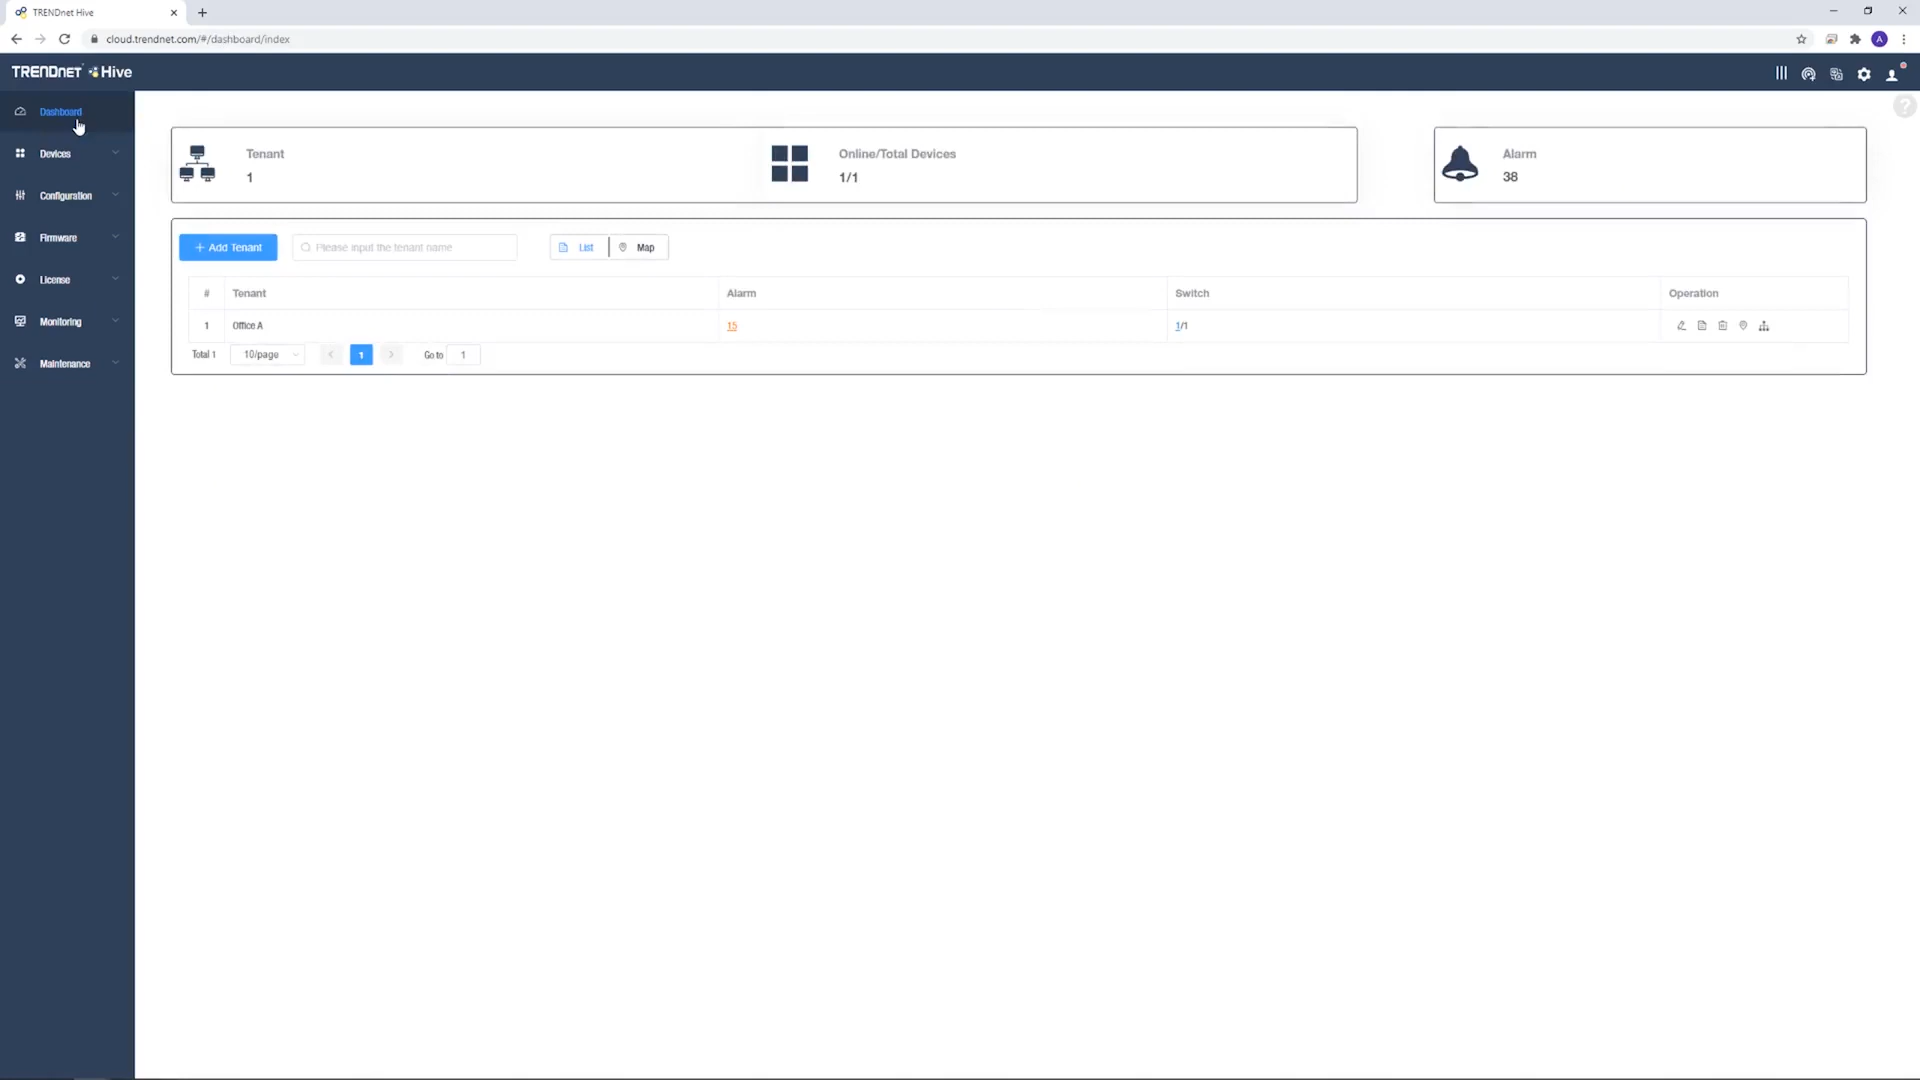 TRENDnet Hive
cloud.trendnet.com/#/dashboard/index
A
TRENDNET Hive
Dashboard
Devices
Configuration
Firmware
License
Monitoring
Maintenance
?
Tenant
1
Online/Total Devices
1/1
Alarm
38
+ Add Tenant
Please input the tenant name
List
Map
# Tenant Alarm Switch Operation
1 Office A 15 1/1
Total 1 10/page < 1 > Go to 1